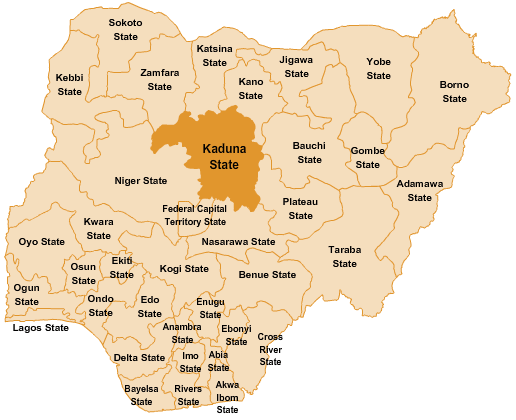 Sokoto
State
Katsina
State
Jigawa
State
Yobe
State
Kebbi
State
Zamfara
State
Kano
State
Borno
State
Kaduna
State
Bauchi
State
Gombe
State
Niger State
Adamawa
State
Federal Capital
Territory State
Plateau
State
Kwara
State
Oyo State
Nasarawa State
Taraba
State
Osun
State
Ekiti
State
Kogi State
Benue State
Ogun
State
Ondo
State
Edo
State
Enugu
State
Lagos State
Anambra
State
Ebonyi
State
Cross
River
State
Delta State
Imo
State
Abia
State
Bayelsa
State
Rivers
State
Akwa
Ibom
State